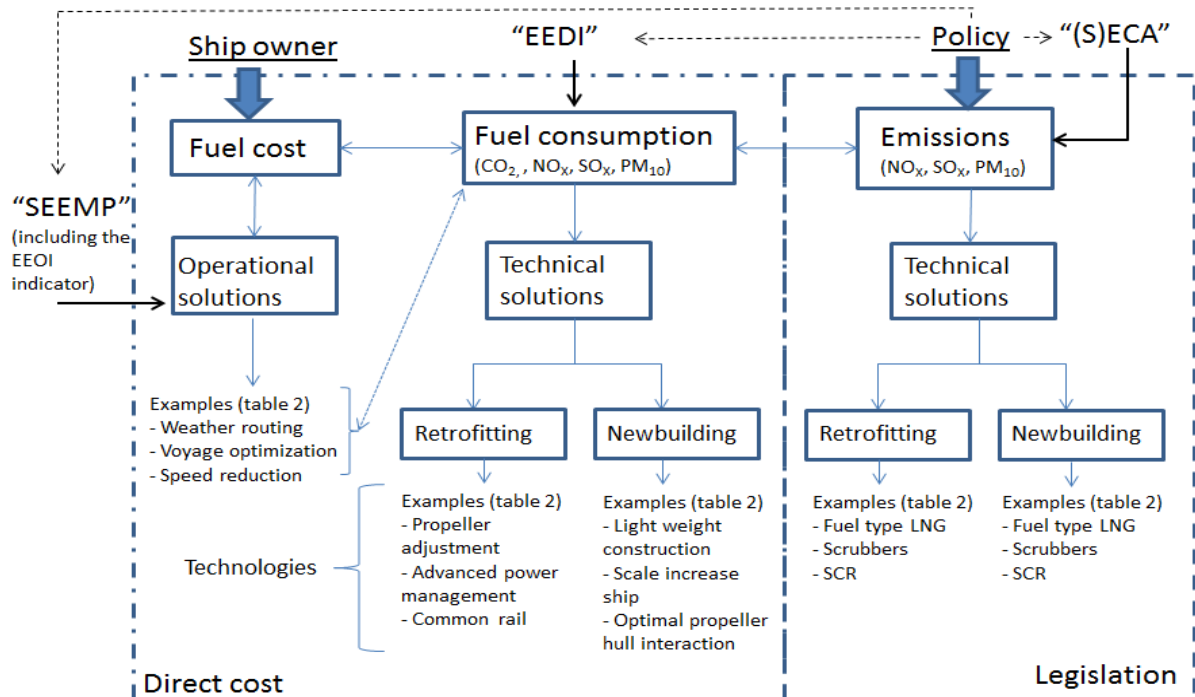 Ship owner
“EEDI”
Policy
“(S)ECA”
Fuel cost
Fuel consumption
(CO₂, , NOₓ, SOₓ, PM₁₀)
Emissions
(NOₓ, SOₓ, PM₁₀)
“SEEMP”
(including the
EEOI
indicator)
Operational
solutions
Technical
solutions
Technical
solutions
Examples (table 2)
- Weather routing
- Voyage optimization
- Speed reduction
Retrofitting
Newbuilding
Retrofitting
Newbuilding
Technologies
Examples (table 2)
- Propeller
adjustment
- Advanced power
management
- Common rail
Examples (table 2)
- Light weight
construction
- Scale increase
ship
- Optimal propeller
hull interaction
Examples (table 2)
- Fuel type LNG
- Scrubbers
- SCR
Examples (table 2)
- Fuel type LNG
- Scrubbers
- SCR
Direct cost
Legislation